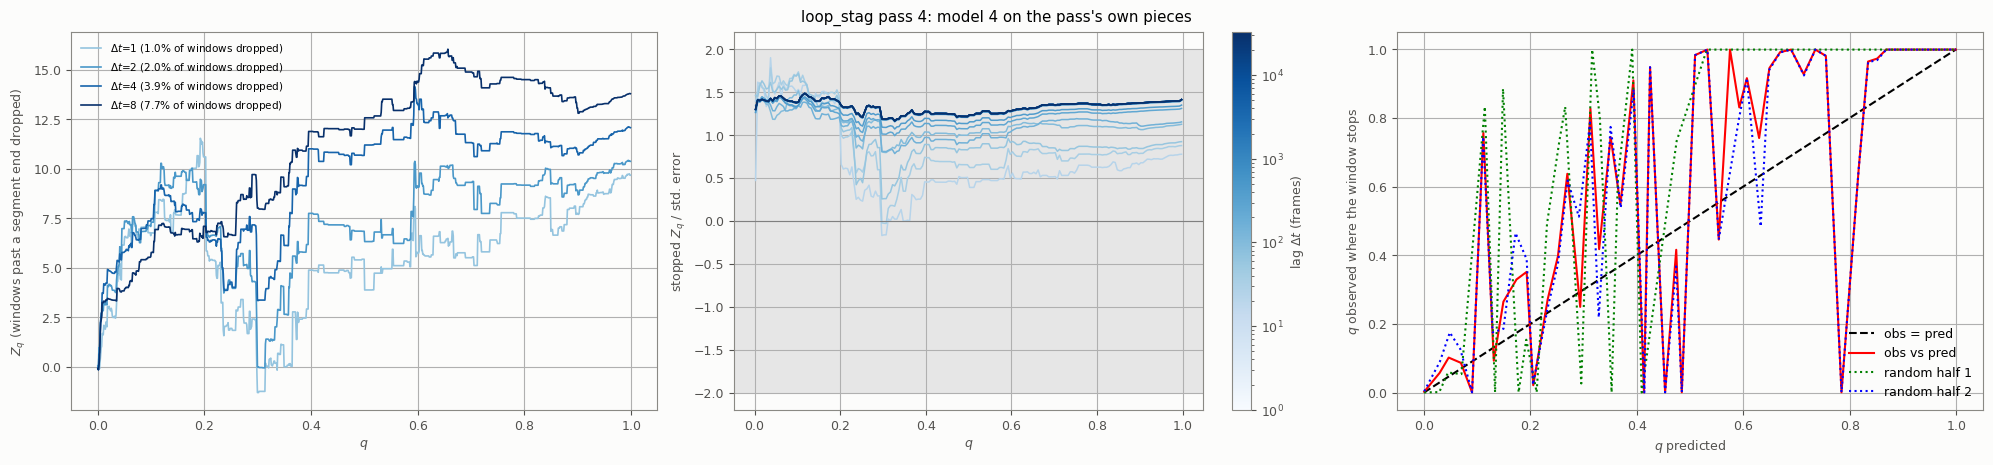 loop_stag pass 4: model 4 on the pass's own pieces
Z_q (windows past a segment end dropped)
15.0
12.5
10.0
7.5
5.0
2.5
0.0
Δt=1 (1.0% of windows dropped)
Δt=2 (2.0% of windows dropped)
Δt=4 (3.9% of windows dropped)
Δt=8 (7.7% of windows dropped)
0.0 0.2 0.4 0.6 0.8 1.0
q
stopped Z_q / std. error
2.0
1.5
1.0
0.5
0.0
−0.5
−1.0
−1.5
−2.0
0.0 0.2 0.4 0.6 0.8 1.0
q
10^4
10^3
10^2
10^1
10^0
lag Δt (frames)
q observed where the window stops
1.0
0.8
0.6
0.4
0.2
0.0
obs = pred
obs vs pred
random half 1
random half 2
0.0 0.2 0.4 0.6 0.8 1.0
q predicted